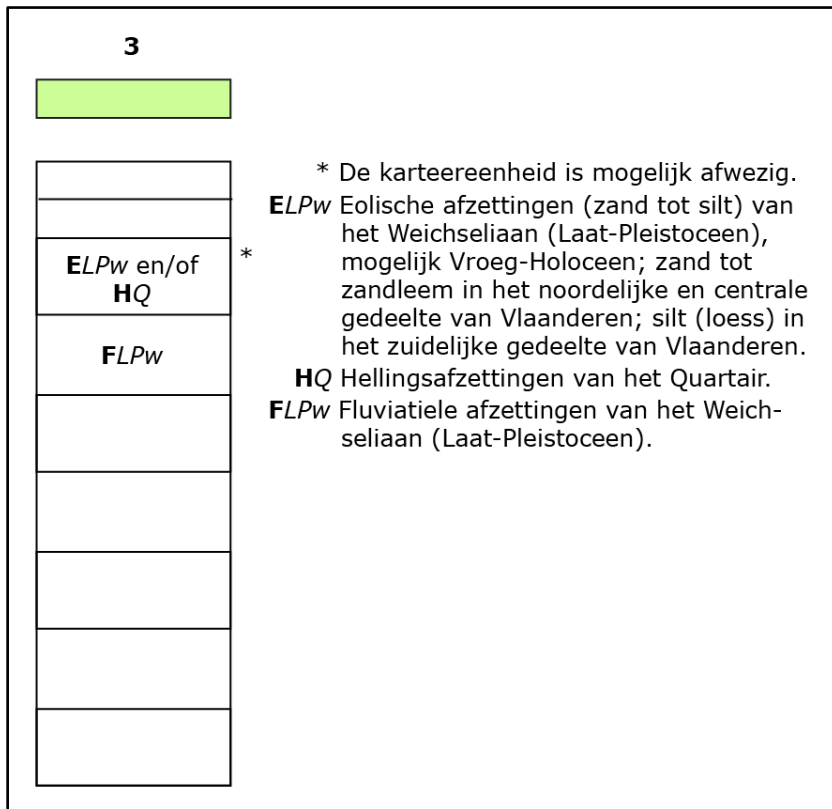 3
* De karteereenheid is mogelijk afwezig.
ELPw Eolische afzettingen (zand tot silt) van
het Weichseliaan (Laat-Pleistoceen),
mogelijk Vroeg-Holoceen; zand tot
zandleem in het noordelijke en centrale
gedeelte van Vlaanderen; silt (loess) in
het zuidelijke gedeelte van Vlaanderen.
HQ Hellingsafzettingen van het Quartair.
FLPw Fluviatiele afzettingen van het Weich-
seliaan (Laat-Pleistoceen).
ELPw en/of *
HQ
FLPw